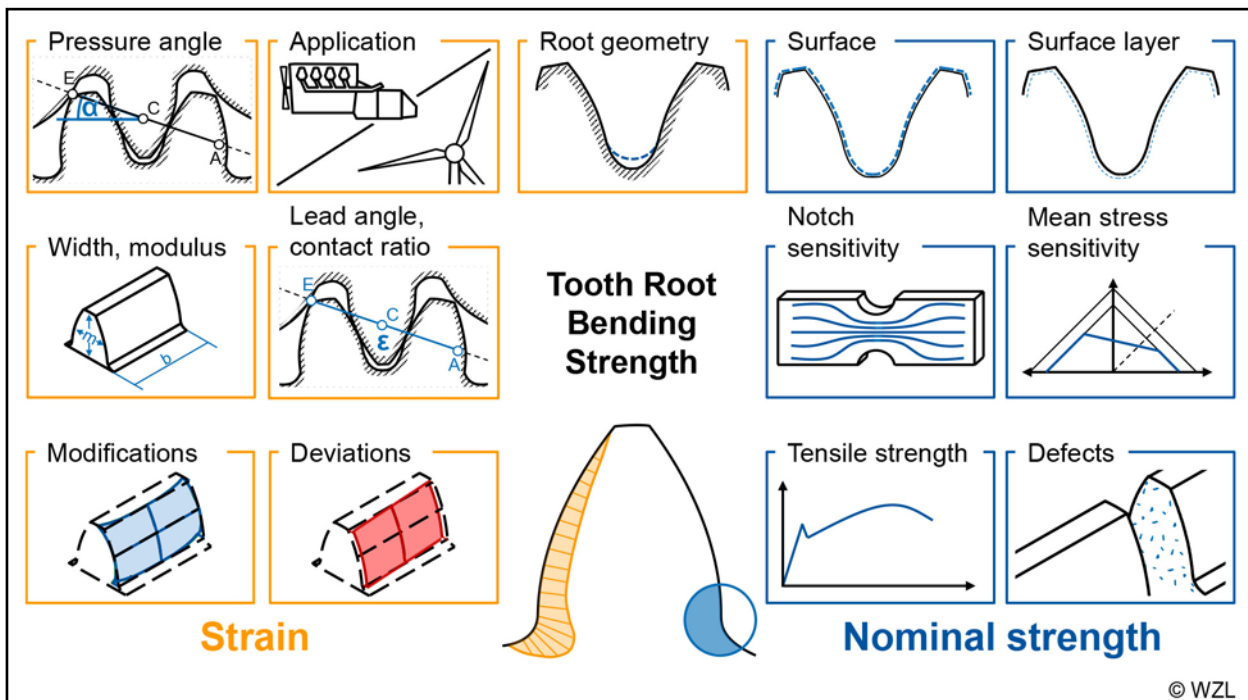 Pressure angle
E
α
C
A
Application
Root geometry
Surface
Surface layer
Width, modulus
m
b
Lead angle,
contact ratio
E
C
ε
A
Tooth Root
Bending
Strength
Notch
sensitivity
Mean stress
sensitivity
Modifications
Deviations
Tensile strength
Defects
Strain
Nominal strength
© WZL